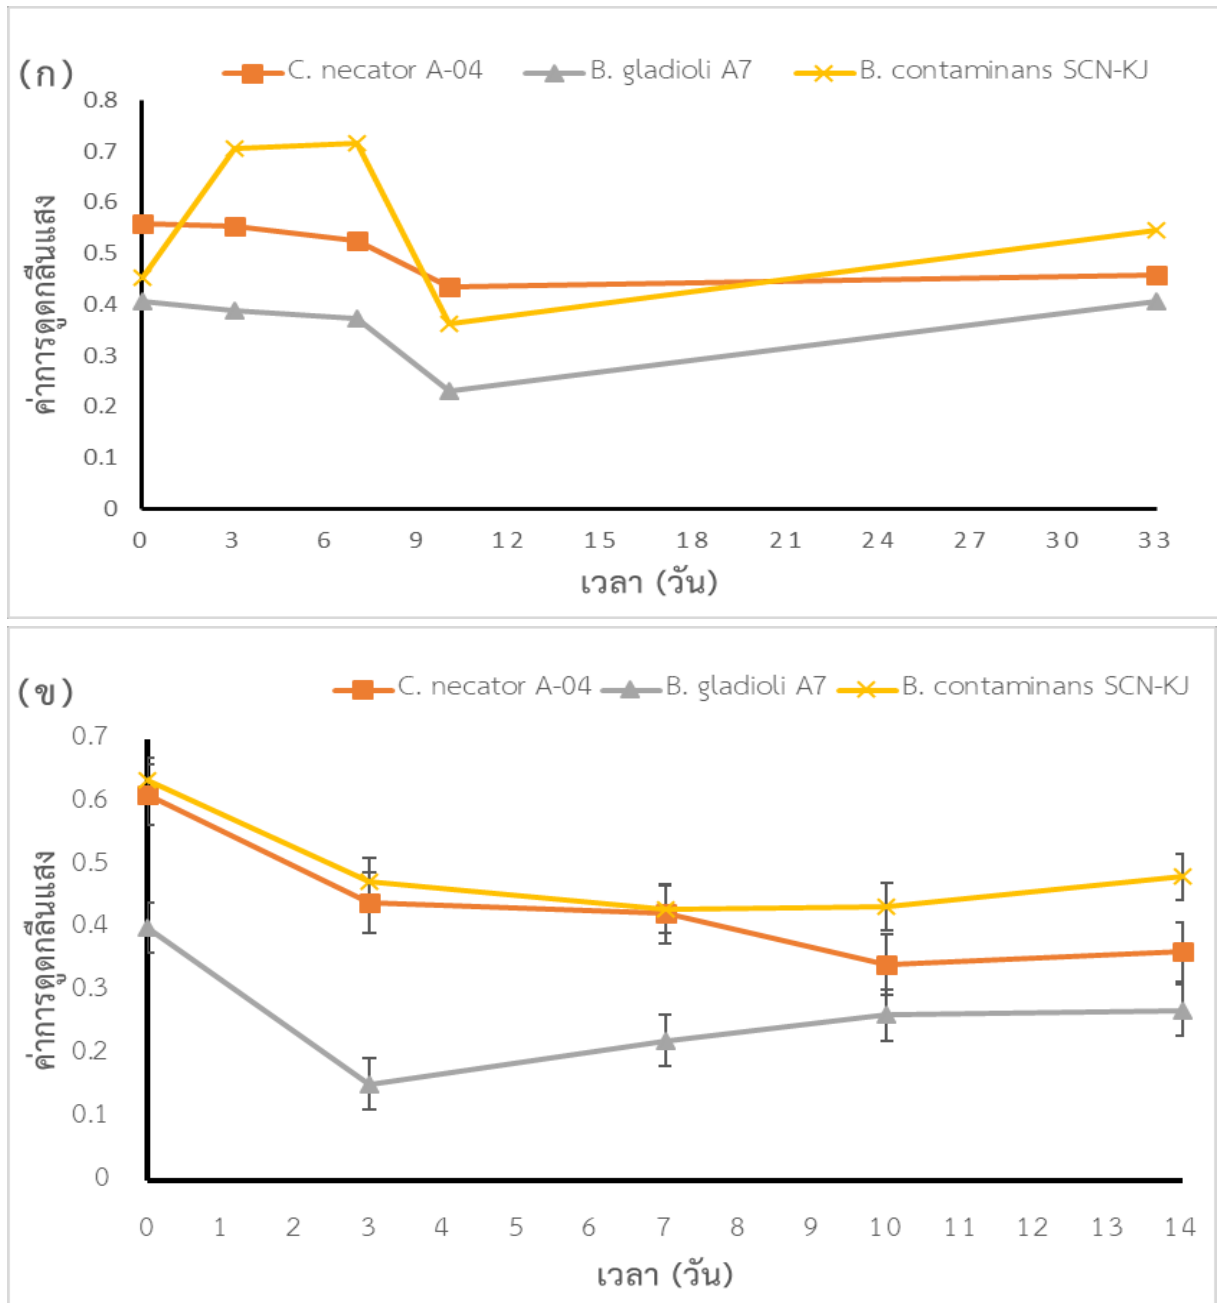 (ก)
C. necator A-04 B. gladioli A7 B. contaminans SCN-KJ
0.8
0.7
0.6
0.5
0.4
0.3
0.2
0.1
0
ค่าการดูดกลืนแสง
0 3 6 9 12 15 18 21 24 27 30 33
เวลา (วัน)
(ข)
C. necator A-04 B. gladioli A7 B. contaminans SCN-KJ
0.7
0.6
0.5
0.4
0.3
0.2
0.1
0
ค่าการดูดกลืนแสง
0 1 2 3 4 5 6 7 8 9 10 11 12 13 14
เวลา (วัน)